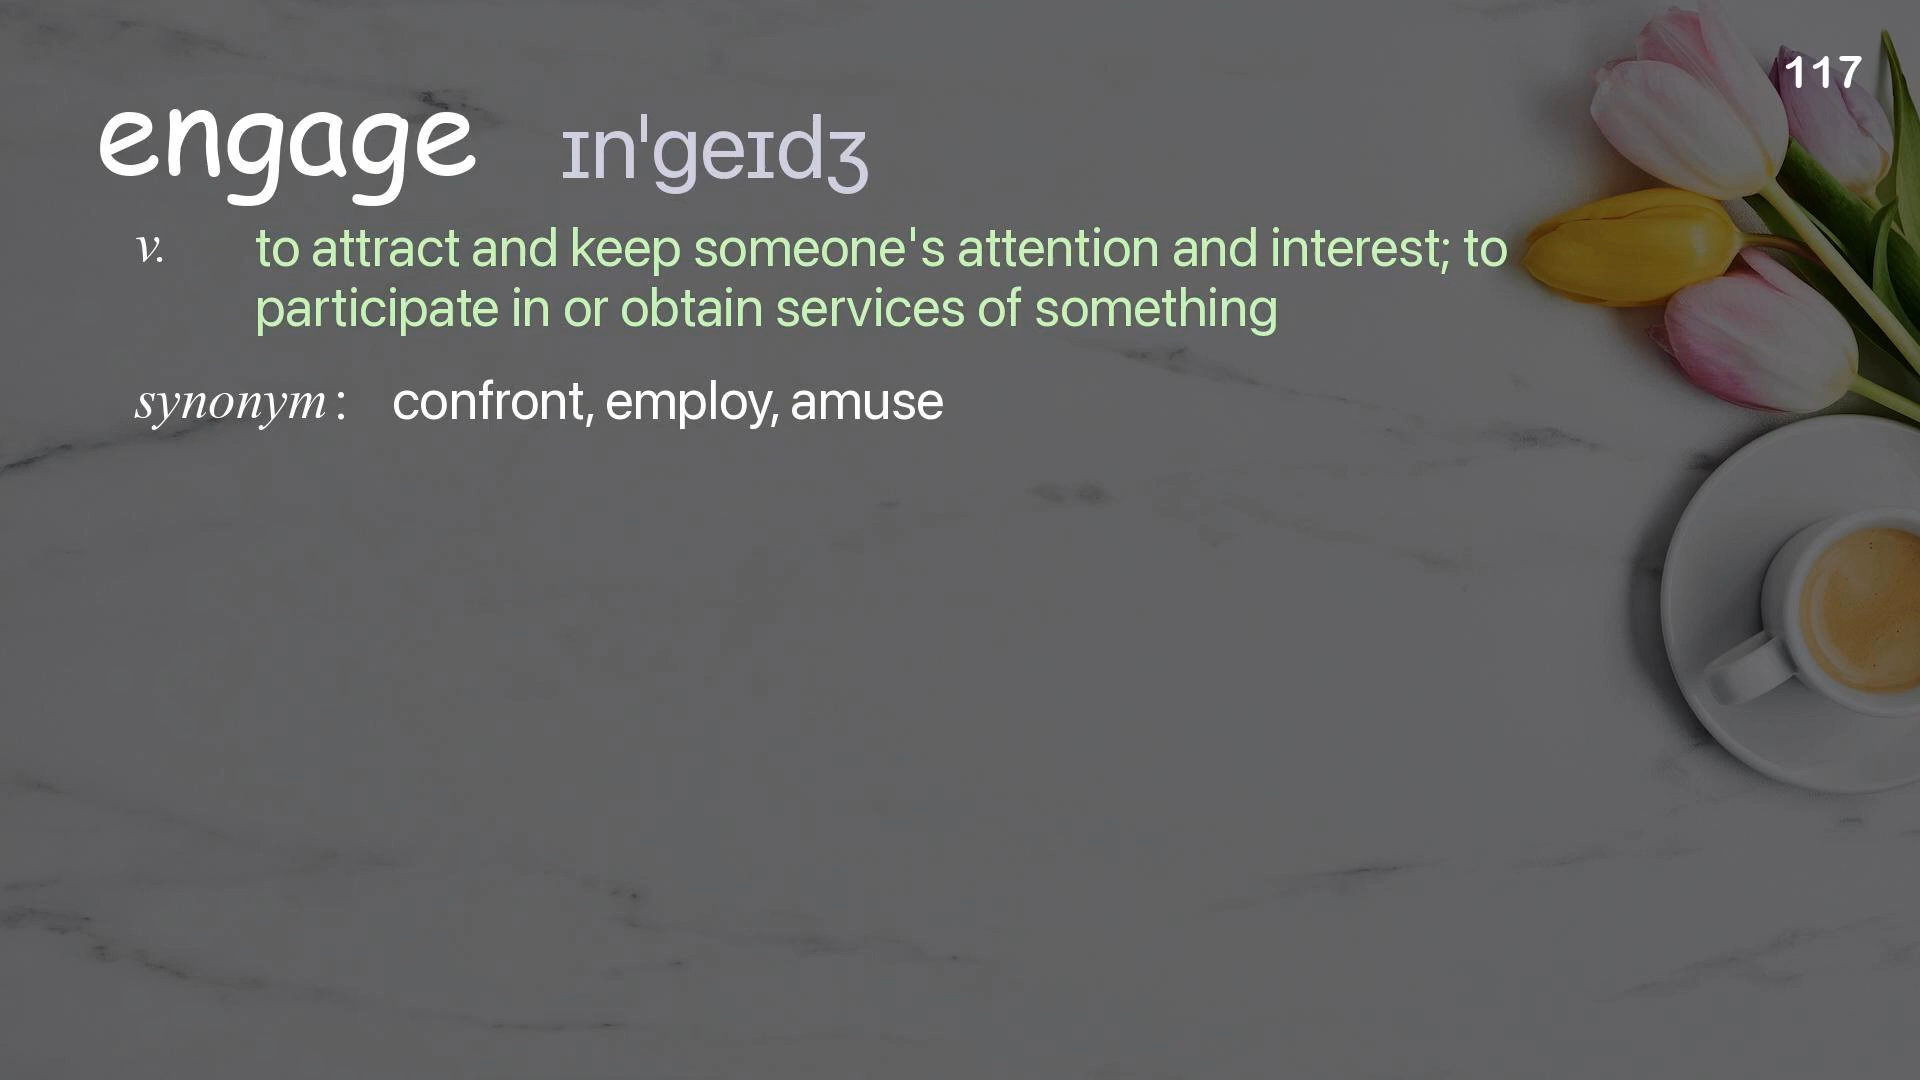 117
engage ɪnˈgeɪdʒ
v. to attract and keep someone's attention and interest; to
participate in or obtain services of something
synonym: confront, employ, amuse